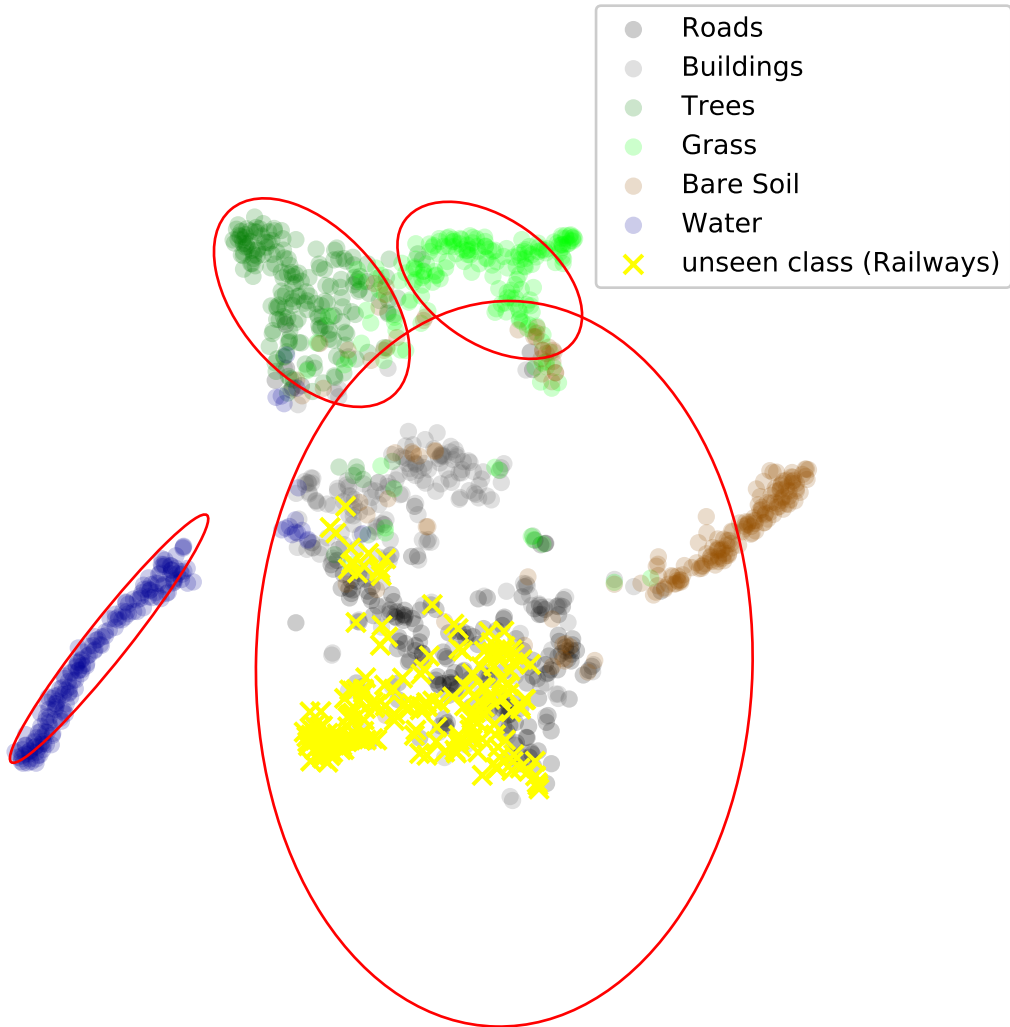 Roads
Buildings
Trees
Grass
Bare Soil
Water
unseen class (Railways)